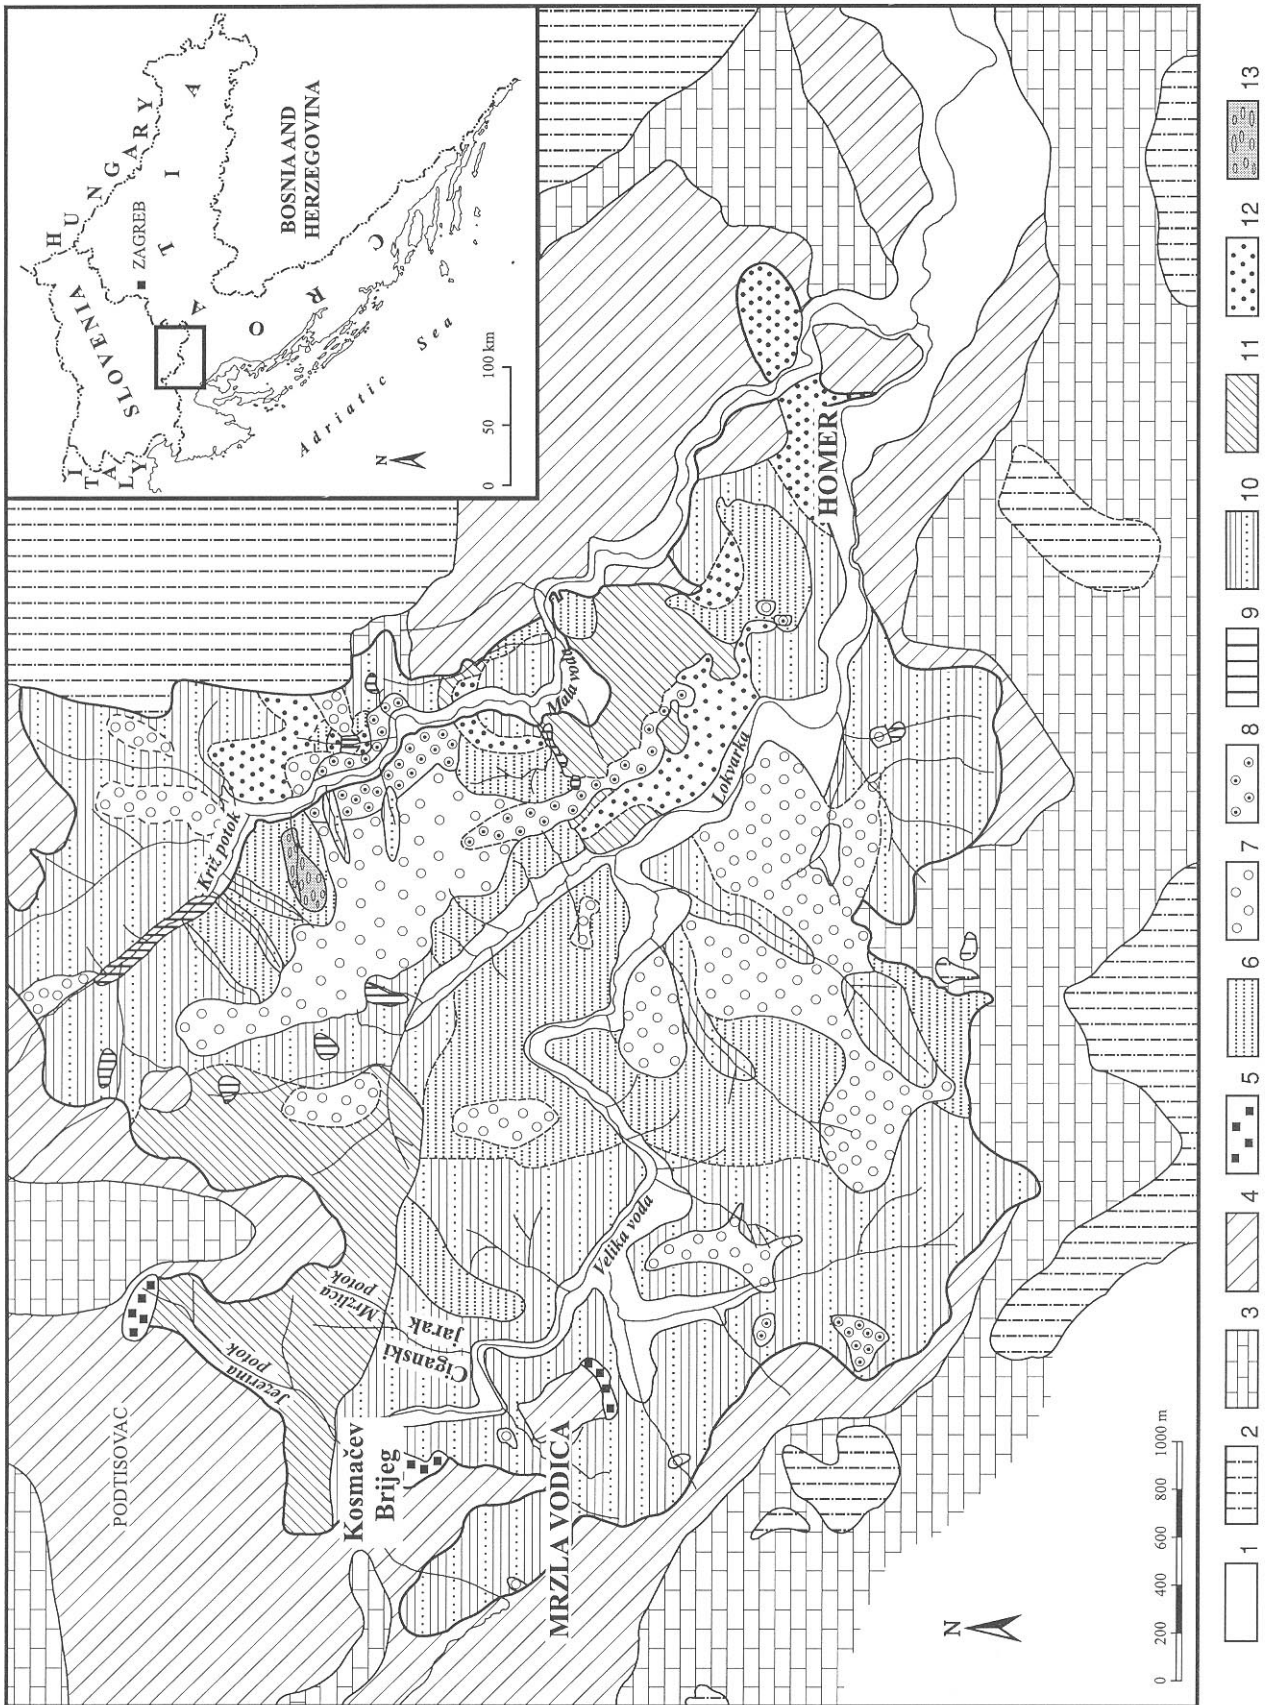 HUNGARY
SLOVENIA
ITALY
ZAGREB
CROATIA
BOSNIA AND
HERZEGOVINA
Adriatic Sea
N
0 50 100 km
PODTISOVAC
Jezerina
potok
Mrzlica
potok
Ciganski
jarak
Kosmačev
Brijeg
MRZLA VODICA
Velika voda
Križ potok
Mala voda
Lokvarka
HOMER
N
0 200 400 600 800 1000 m
1 2 3 4 5 6 7 8 9 10 11 12 13